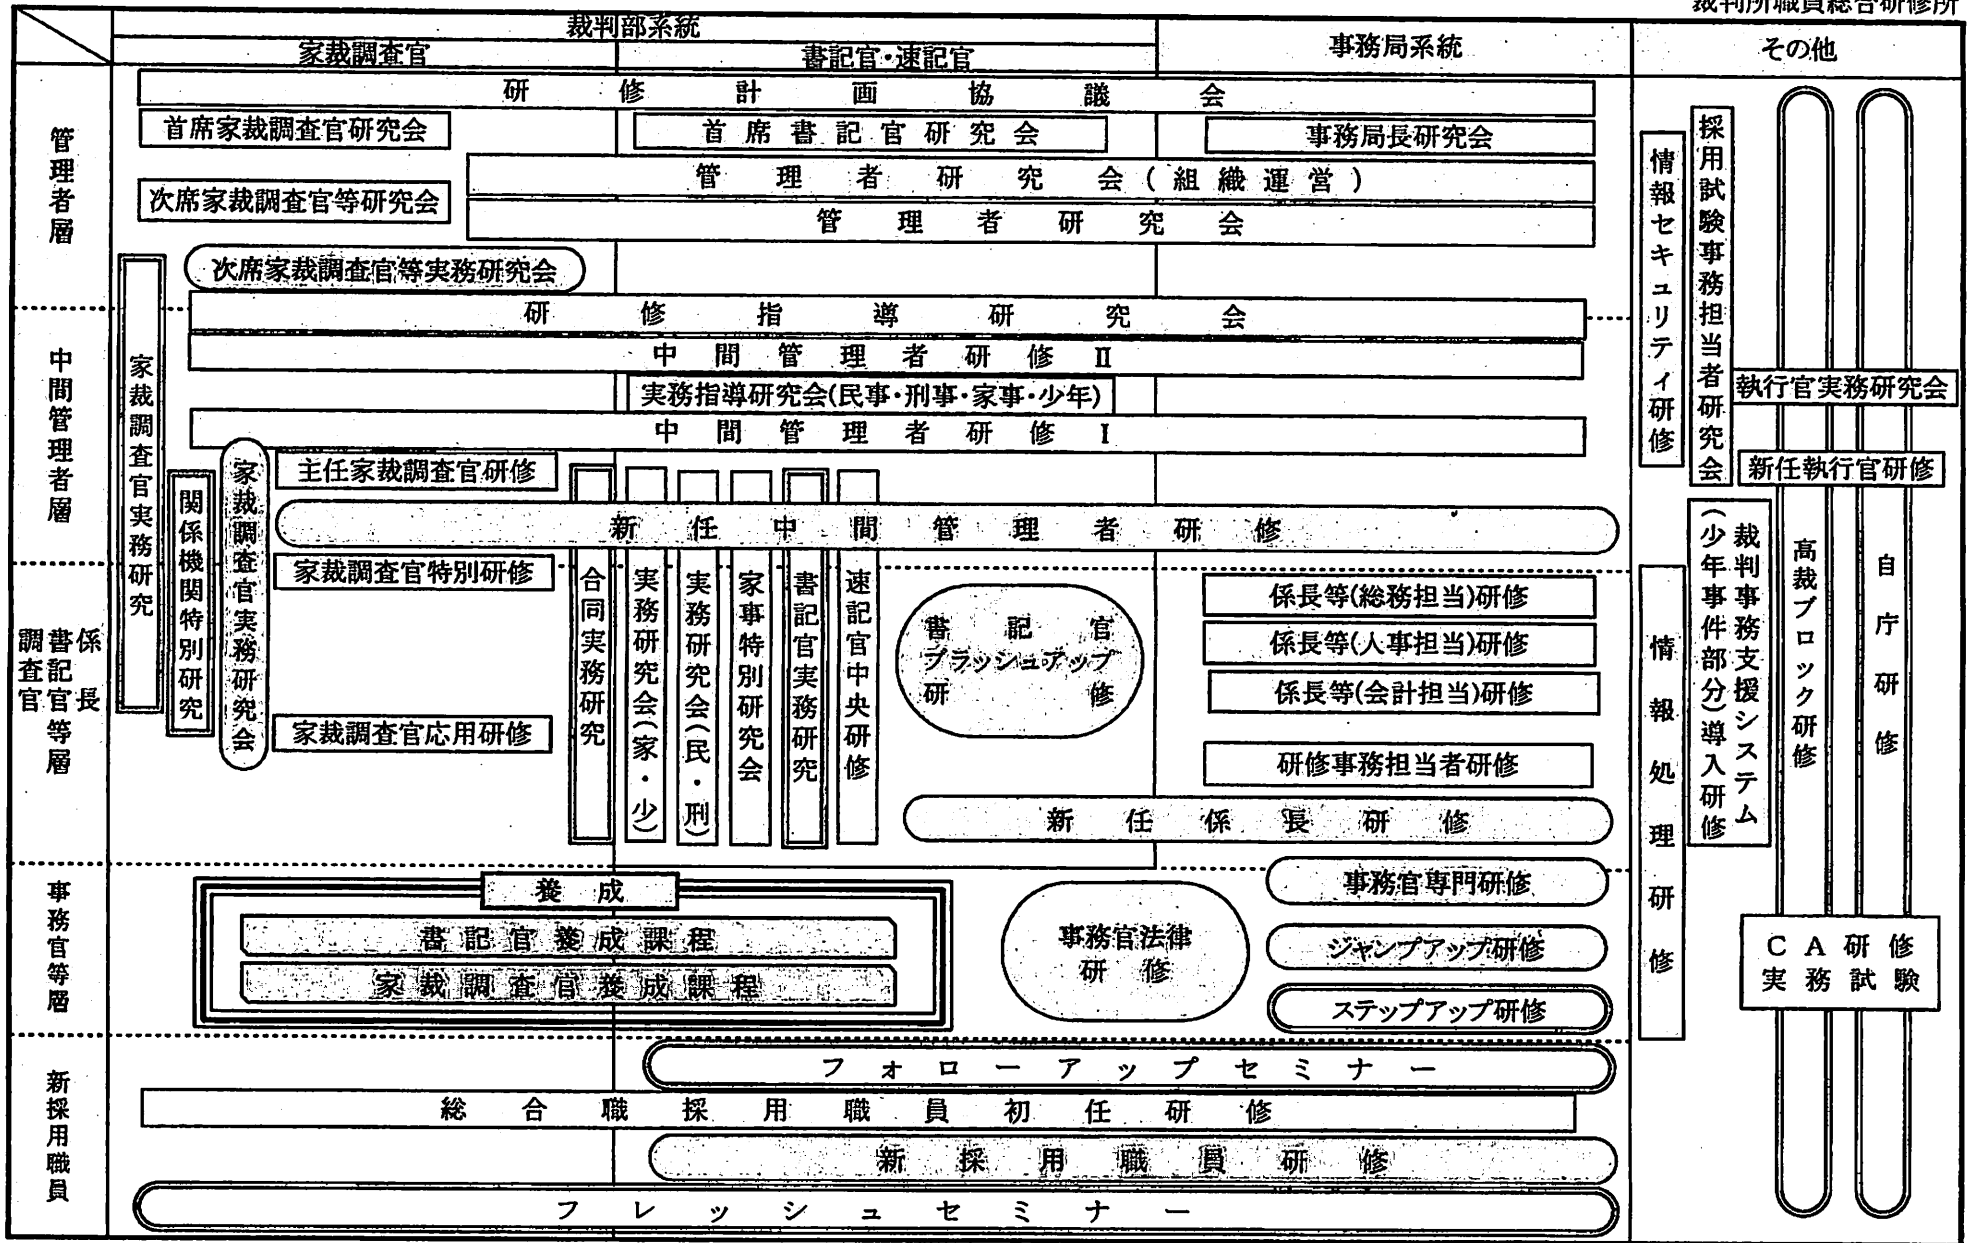 裁判所職員総合研修所
裁判部系統
家裁調査官
書記官・速記官
事務局系統
その他
管理者層
研修計画協議会
首席家裁調査官研究会
首席書記官研究会
事務局長研究会
管理者研究会(組織運営)
次席家裁調査官等研究会
管理者研究会
次席家裁調査官等実務研究会
中間管理者層
研修指導研究会
中間管理者研修Ⅱ
実務指導研究会(民事・刑事・家事・少年)
中間管理者研修Ⅰ
主任家裁調査官研修
新任中間管理者研修
家裁調査官実務研究
関係機関特別研究
家裁調査官実務研究会
係長
書記官等層
調査官
家裁調査官特別研修
家裁調査官応用研修
合同実務研究
実務研究会(家・少)
実務研究会(民・刑)
家事特別研究会
書記官実務研究
速記官中央研修
書記官
ブラッシュアップ
研修
係長等(総務担当)研修
係長等(人事担当)研修
係長等(会計担当)研修
研修事務担当者研修
新任係長研修
事務官等層
養成
書記官養成課程
家裁調査官養成課程
事務官法律
研修
事務官専門研修
ジャンプアップ研修
ステップアップ研修
新採用職員
フォローアップセミナー
総合職採用職員初任研修
新採用職員研修
フレッシュセミナー
情報セキュリティ研修
採用試験事務担当者研究会
執行官実務研究会
新任執行官研修
情報処理研修
裁判事務支援システム
(少年事件部分)導入研修
高裁ブロック研修
自庁研修
CA研修
実務試験